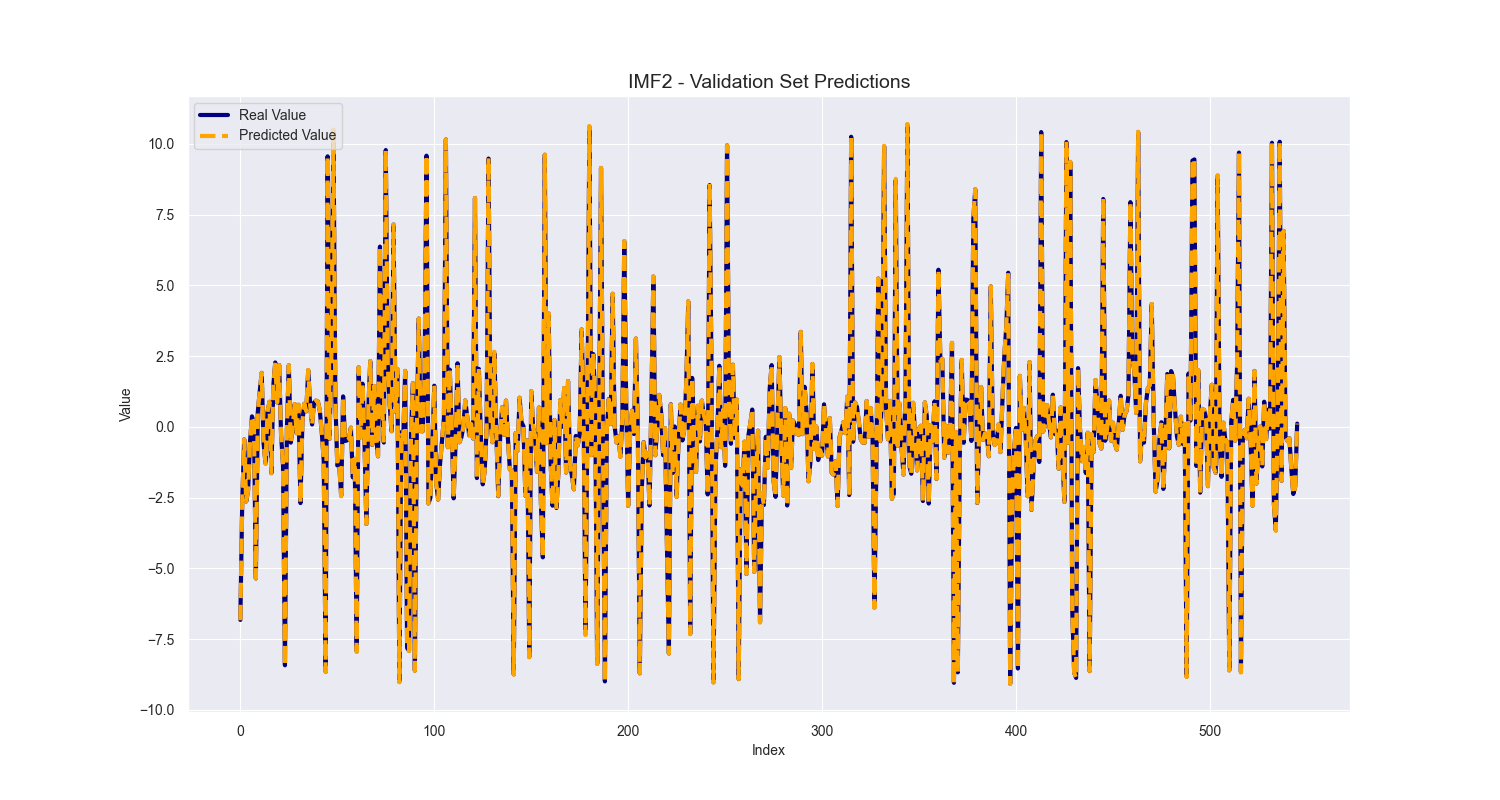 IMF2 - Validation Set Predictions
Real Value
Predicted Value
10.0
7.5
5.0
2.5
0.0
−2.5
−5.0
−7.5
−10.0
Value
0 100 200 300 400 500
Index